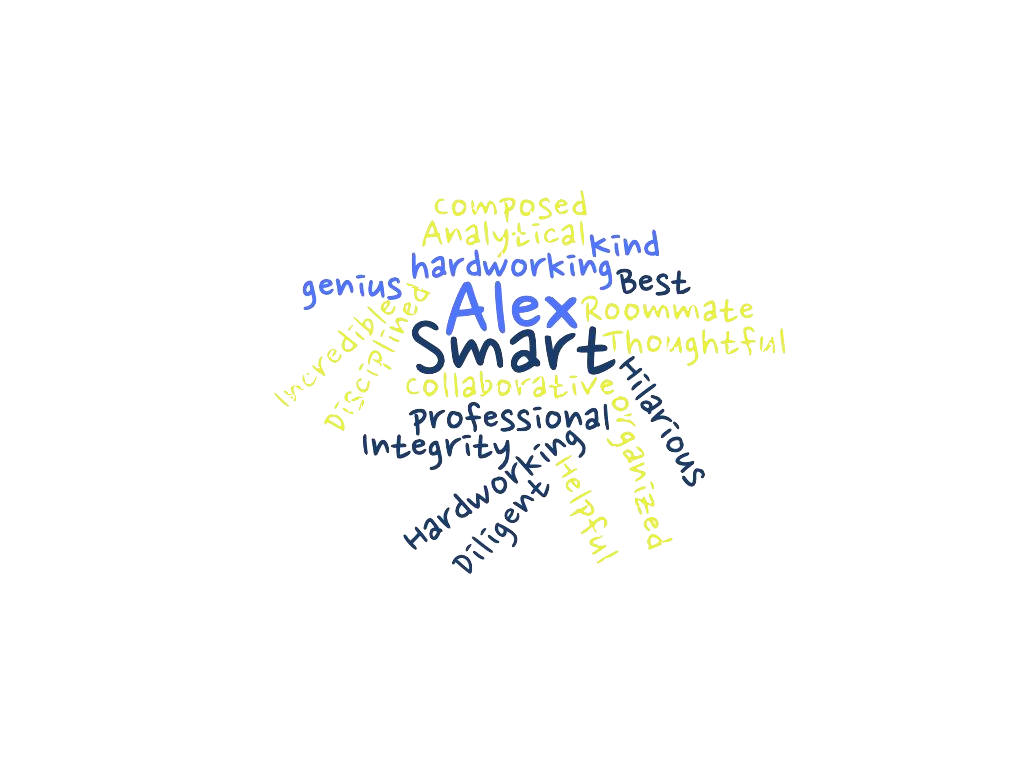 composed
Analytical
kind
hardworking
genius
Best
Alex
Roommate
Incredible
Disciplined
Smart
Thoughtful
Hilarious
collaborative
professional
organized
Integrity
Hardworking
Diligent
Helpful